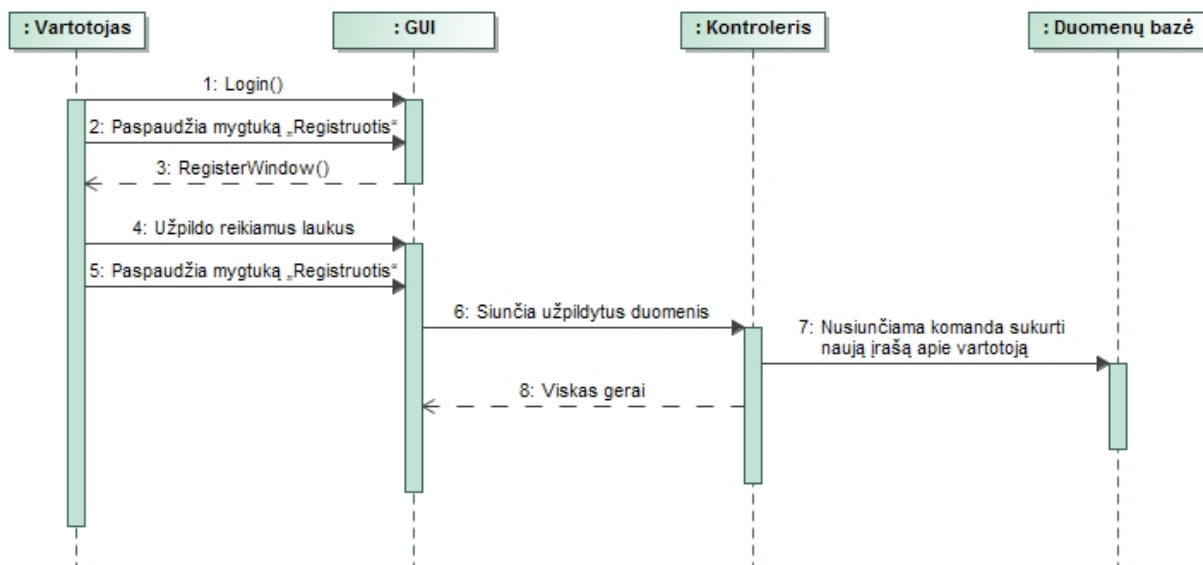 : Vartotojas
: GUI
: Kontroleris
: Duomenų bazė
1: Login()
2: Paspaudžia mygtuką „Registruotis“
3: RegisterWindow()
4: Užpildo reikiamus laukus
5: Paspaudžia mygtuką „Registruotis“
6: Siunčia užpildytus duomenis
7: Nusiunčiama komanda sukurti
naują įrašą apie vartotoją
8: Viskas gerai